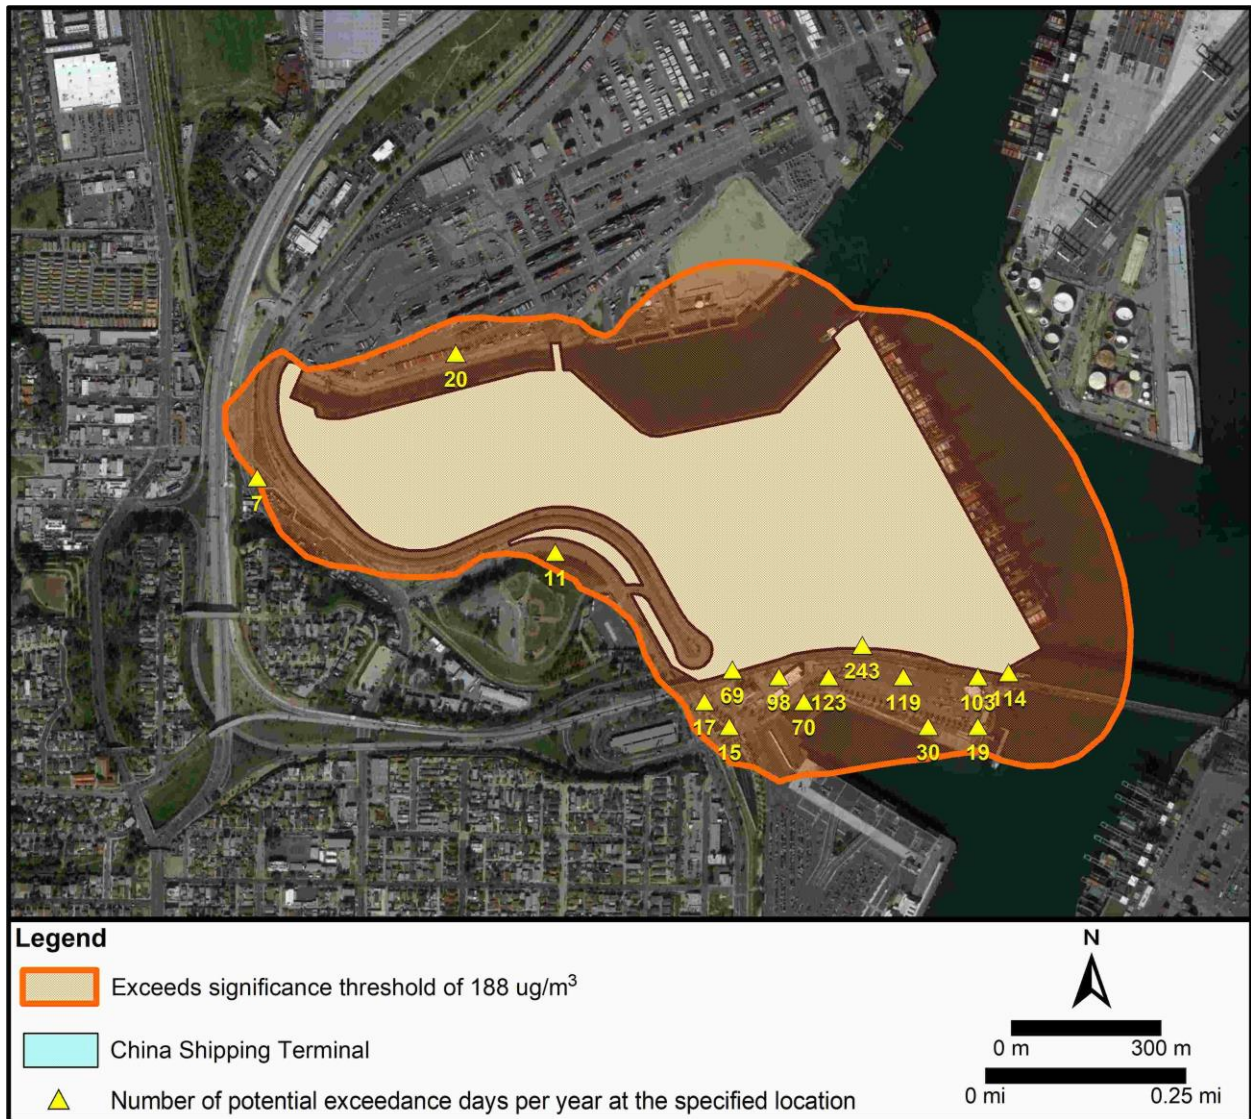 20
7
11
243
69
98
123
119
103
114
17
70
15
30
19
Legend
Exceeds significance threshold of 188 ug/m³
China Shipping Terminal
Number of potential exceedance days per year at the specified location
N
0 m 300 m
0 mi 0.25 mi